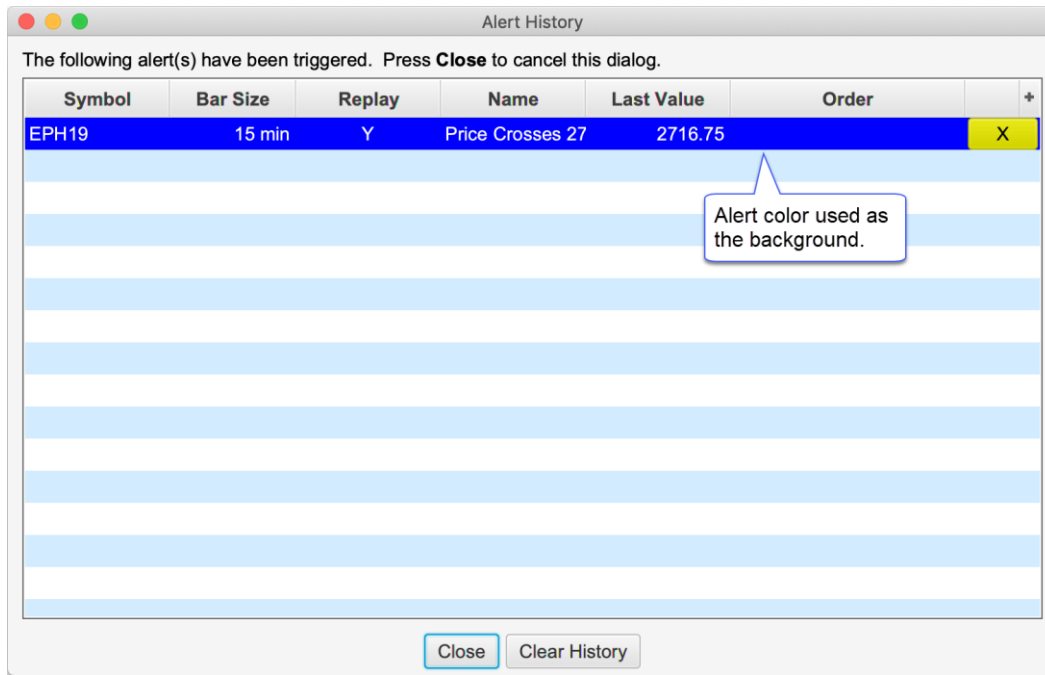 Alert History
The following alert(s) have been triggered.  Press Close to cancel this dialog.
Symbol Bar Size Replay Name Last Value Order +
EPH19 15 min Y Price Crosses 27 2716.75 X
Alert color used as
the background.
Close Clear History